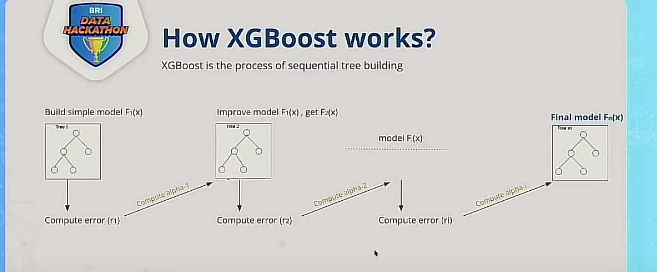 BRI
DATA
HACKATHON
How XGBoost works?
XGBoost is the process of sequential tree building
Build simple model F₁(x)
Improve model F₁(x) , get F₂(x)
model Fᵢ(x)
Final model Fₘ(x)
Tree 1
Tree 2
Tree m
Compute alpha-1
Compute alpha-2
Compute alpha-i
Compute error (r1)
Compute error (r2)
Compute error (ri)